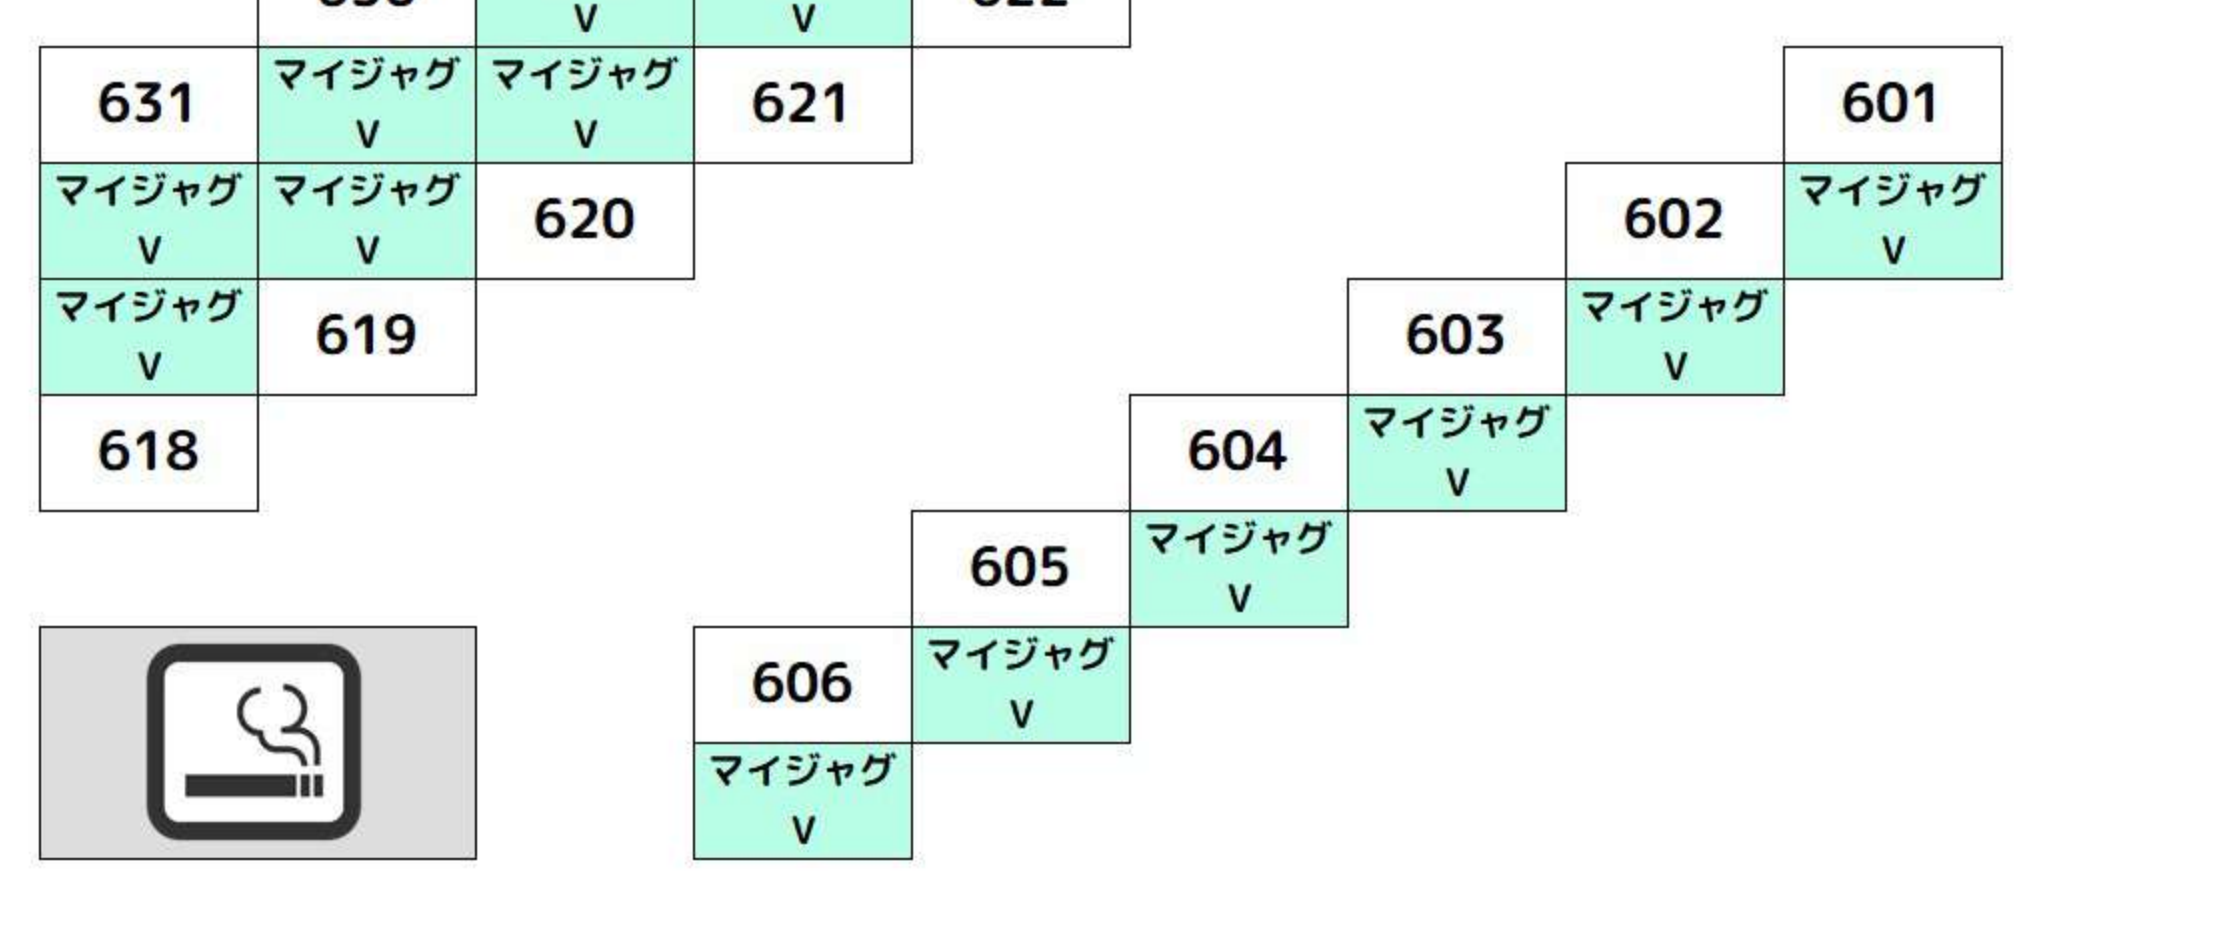 V V
631 マイジャグ マイジャグ 621 601
V V
マイジャグ マイジャグ 620 602 マイジャグ
V V V
マイジャグ 619 603 マイジャグ
V V
618 604 マイジャグ
V
605 マイジャグ
V
606 マイジャグ
V
マイジャグ
V